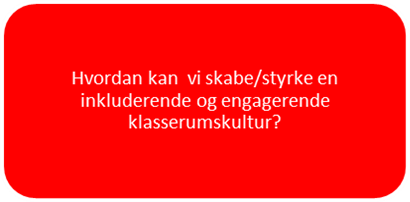 Hvordan kan  vi skabe/styrke en
inkluderende og engagerende
klasserumskultur?